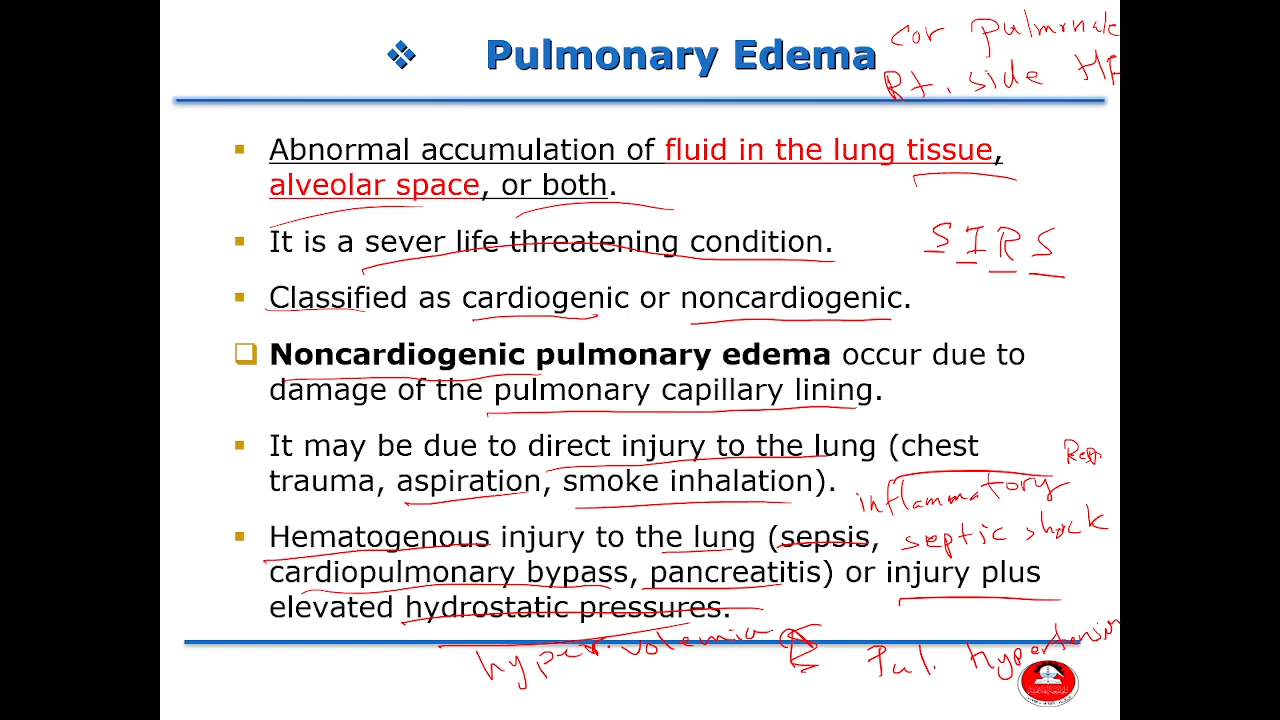 ❖ Pulmonary Edema
cor pulmonale
Rt. side HF
▪ Abnormal accumulation of fluid in the lung tissue,
alveolar space, or both.
▪ It is a sever life threatening condition.
SIRS
▪ Classified as cardiogenic or noncardiogenic.
❑ Noncardiogenic pulmonary edema occur due to
damage of the pulmonary capillary lining.
▪ It may be due to direct injury to the lung (chest
trauma, aspiration, smoke inhalation).
inflammatory
▪ Hematogenous injury to the lung (sepsis,
septic shock
cardiopulmonary bypass, pancreatitis) or injury plus
elevated hydrostatic pressures.
hypervolemia
Pul. hypertension